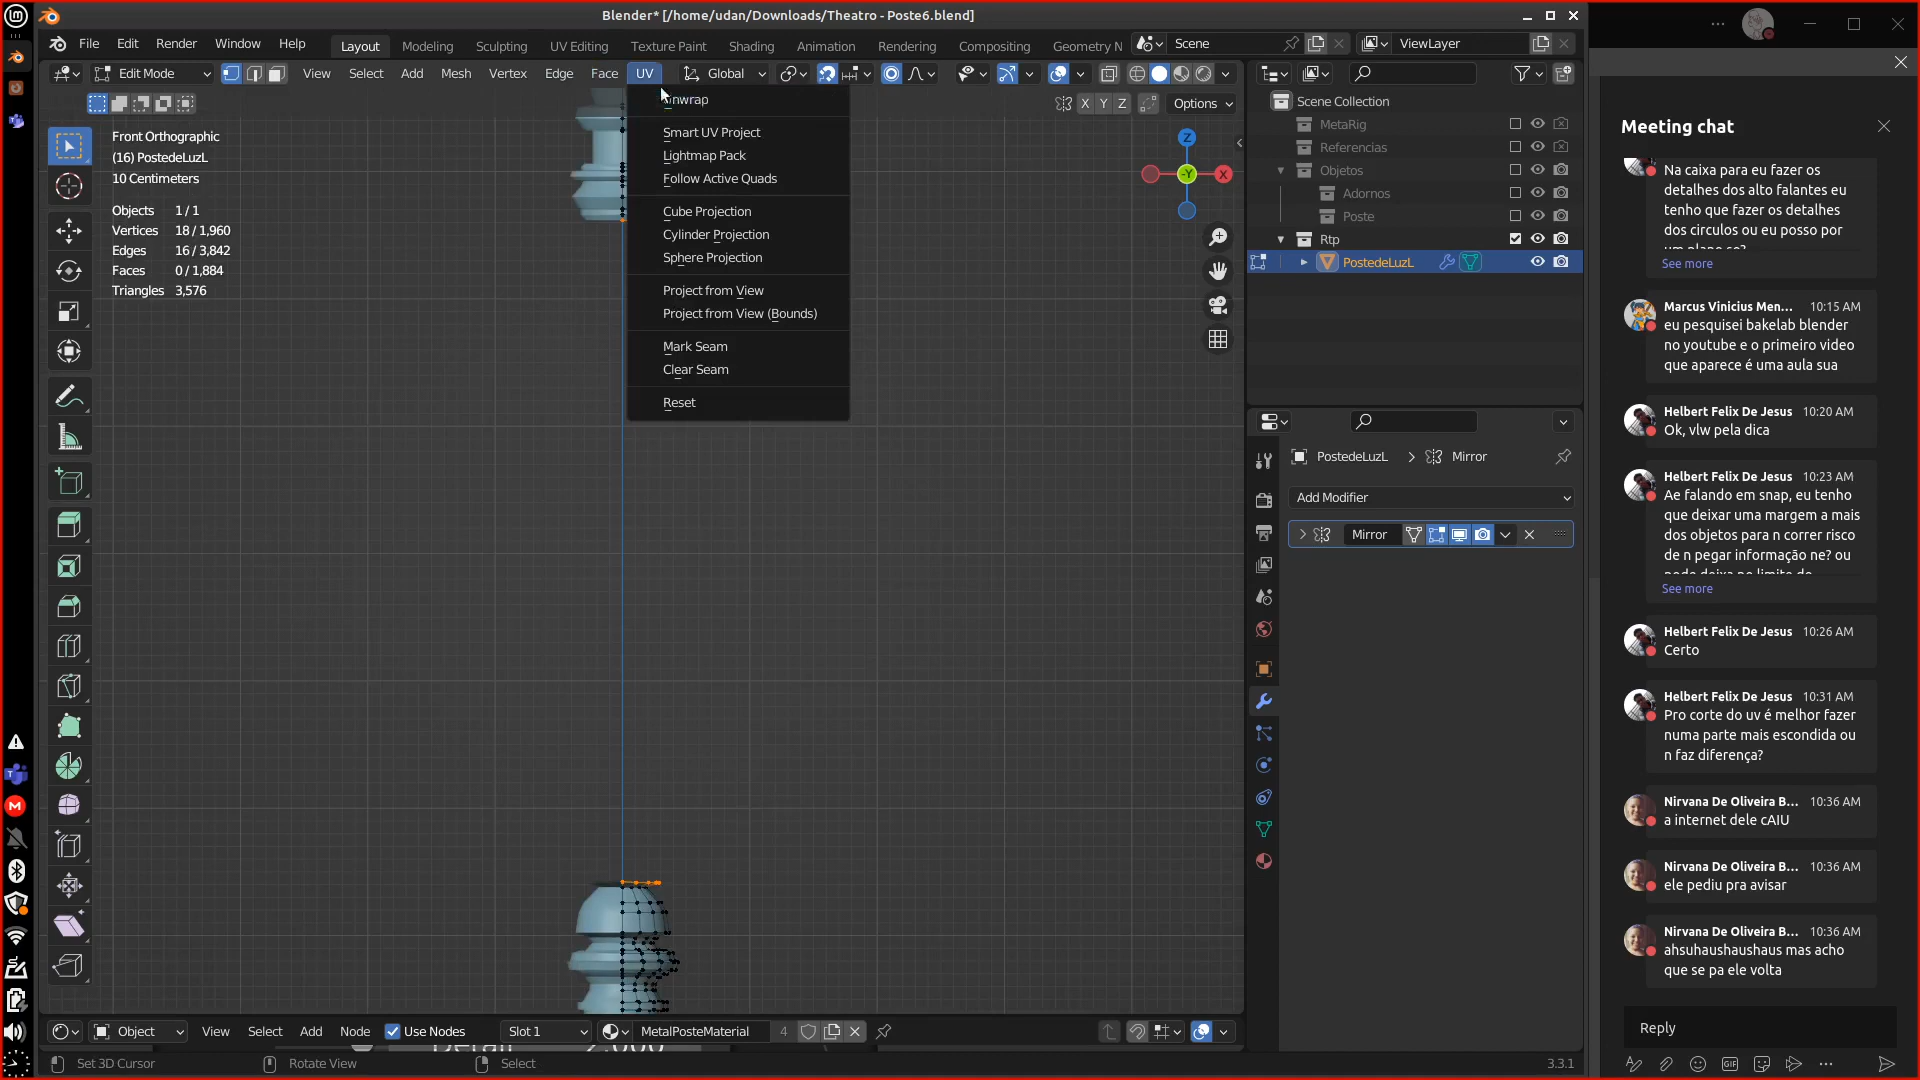 Blender* [/home/udan/Downloads/Theatro - Poste6.blend]
File Edit Render Window Help
Layout Modeling Sculpting UV Editing Texture Paint Shading Animation Rendering Compositing Geometry N
Scene
ViewLayer
Edit Mode
View Select Add Mesh Vertex Edge Face UV
Global
X Y Z
Options
Front Orthographic
(16) PostedeLuzL
10 Centimeters
Objects 1 / 1
Vertices 18 / 1,960
Edges 16 / 3,842
Faces 0 / 1,884
Triangles 3,576
Unwrap
Smart UV Project
Lightmap Pack
Follow Active Quads
Cube Projection
Cylinder Projection
Sphere Projection
Project from View
Project from View (Bounds)
Mark Seam
Clear Seam
Reset
Z
-Y
X
Scene Collection
MetaRig
Referencias
Objetos
Adornos
Poste
Rtp
PostedeLuzL
PostedeLuzL > Mirror
Add Modifier
Mirror
Object
View Select Add Node Use Nodes
Slot 1
MetalPosteMaterial 4
Set 3D Cursor
Rotate View
Select
3.3.1
Meeting chat
Na caixa para eu fazer os
detalhes dos alto falantes eu
tenho que fazer os detalhes
dos circulos ou eu posso por
um plano so?
See more
Marcus Vinicius Men... 10:15 AM
eu pesquisei bakelab blender
no youtube e o primeiro video
que aparece é uma aula sua
Helbert Felix De Jesus 10:20 AM
Ok, vlw pela dica
Helbert Felix De Jesus 10:23 AM
Ae falando em snap, eu tenho
que deixar uma margem a mais
dos objetos para n correr risco
de n pegar informação ne? ou
pode deixa no limite do
See more
Helbert Felix De Jesus 10:26 AM
Certo
Helbert Felix De Jesus 10:31 AM
Pro corte do uv é melhor fazer
numa parte mais escondida ou
n faz diferença?
Nirvana De Oliveira B... 10:36 AM
a internet dele cAIU
Nirvana De Oliveira B... 10:36 AM
ele pediu pra avisar
Nirvana De Oliveira B... 10:36 AM
ahsuhaushaushaus mas acho
que se pa ele volta
Reply
GIF